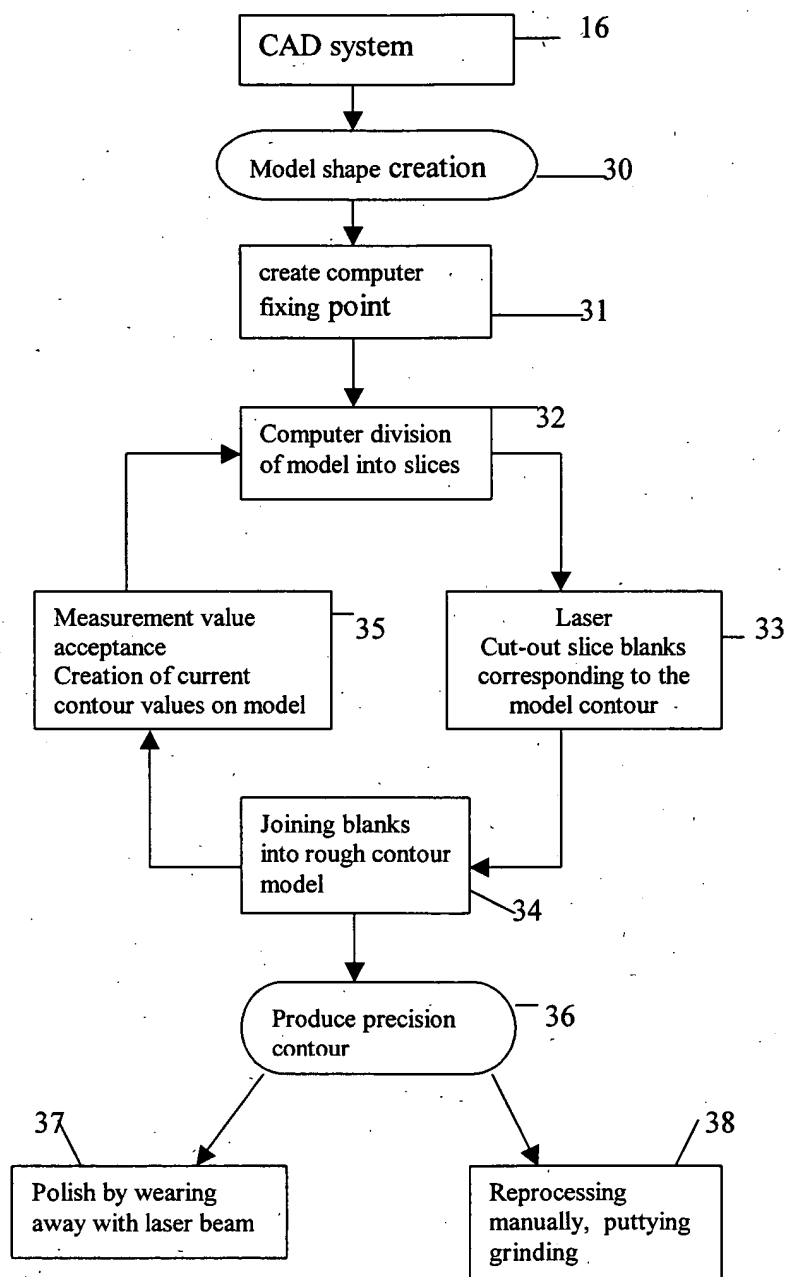 CAD system
16
Model shape creation
30
create computer
fixing point
31
32
Computer division
of model into slices
Measurement value
acceptance
Creation of current
contour values on model
35
Laser
Cut-out slice blanks
corresponding to the
model contour
33
Joining blanks
into rough contour
model
34
Produce precision
contour
36
37
Polish by wearing
away with laser beam
38
Reprocessing
manually, puttying
grinding